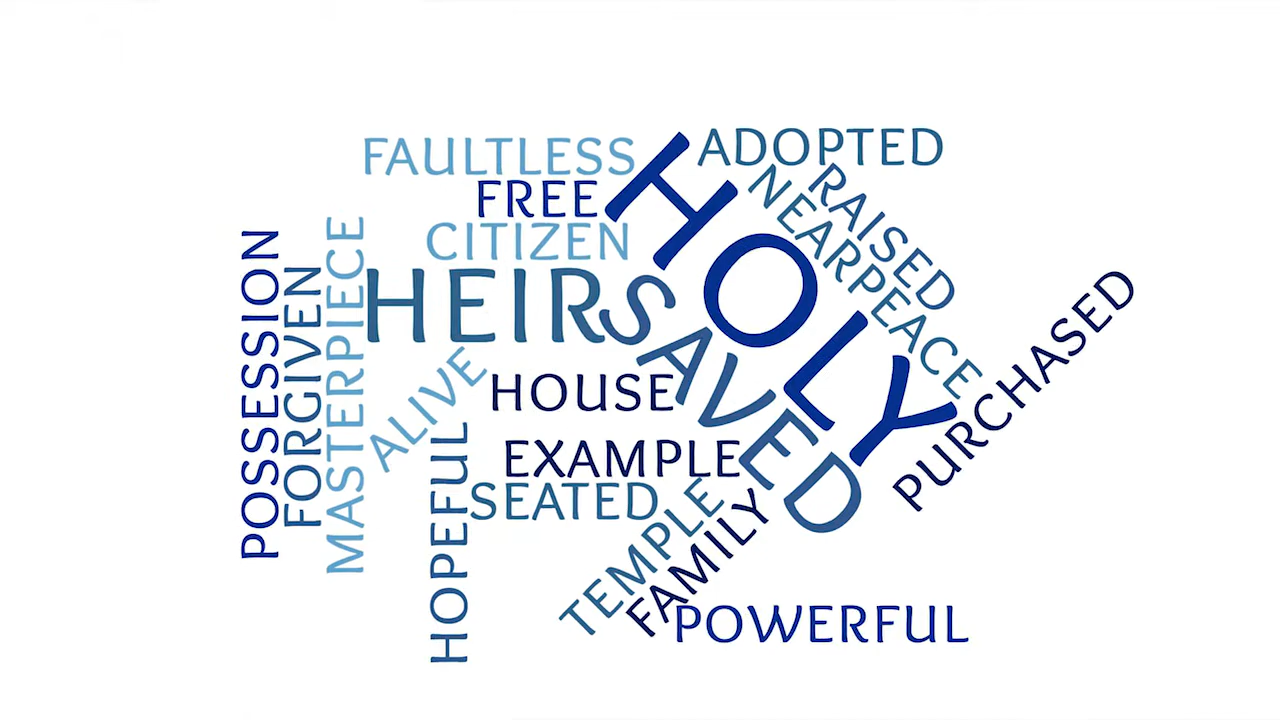 FAULTLESS
ADOPTED
FREE
HOLY
RAISED
NEAR
PEACE
CITIZEN
POSSESSION
FORGIVEN
MASTERPIECE
HEIR
SAVED
PURCHASED
ALIVE
HOUSE
HOPEFUL
EXAMPLE
SEATED
TEMPLE
FAMILY
POWERFUL